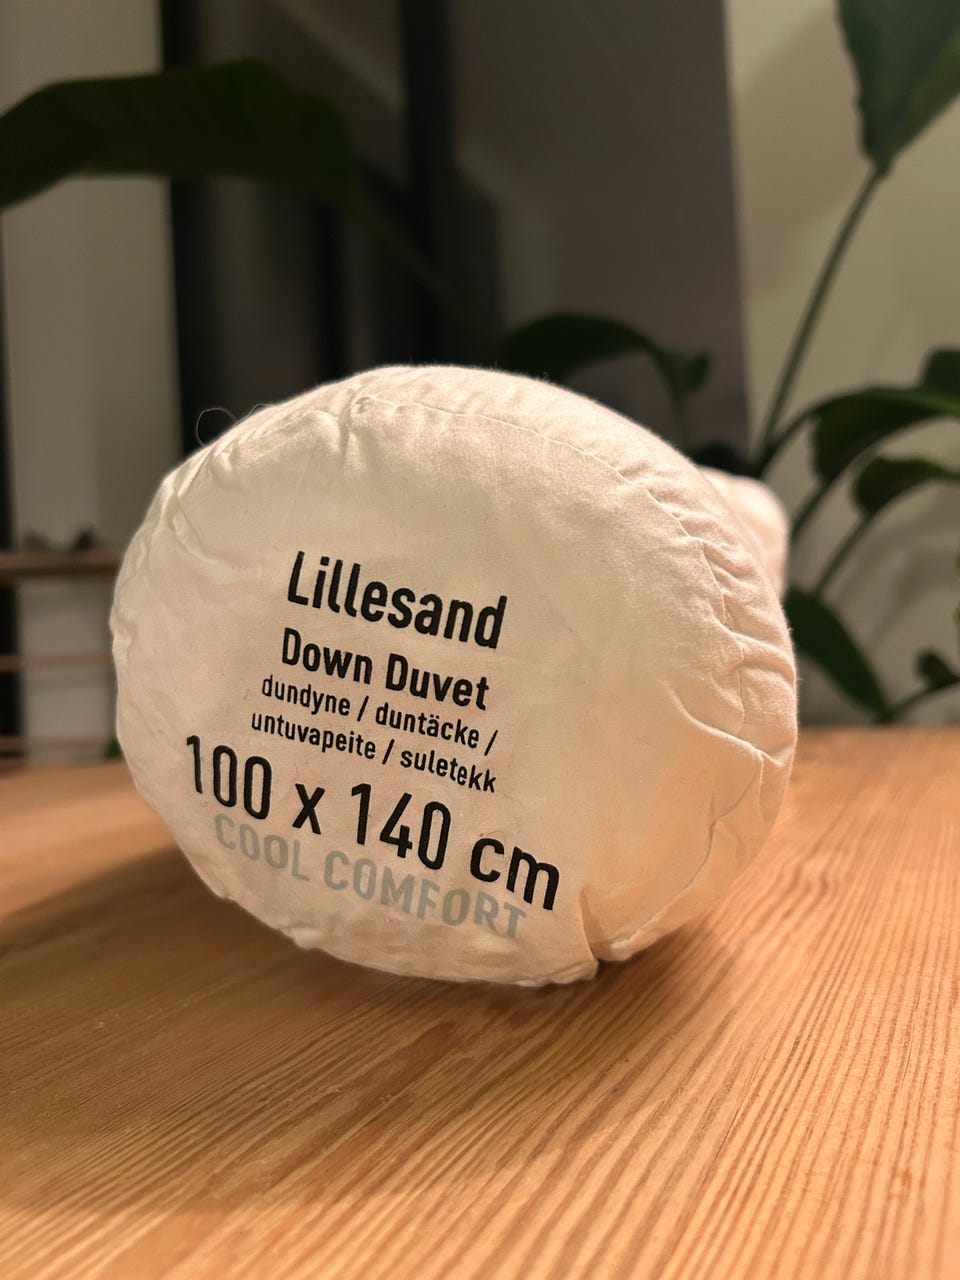 Lillesand
Down Duvet
dundyne / duntäcke /
untuvapeite / suletekk
100 x 140 cm
COOL COMFORT